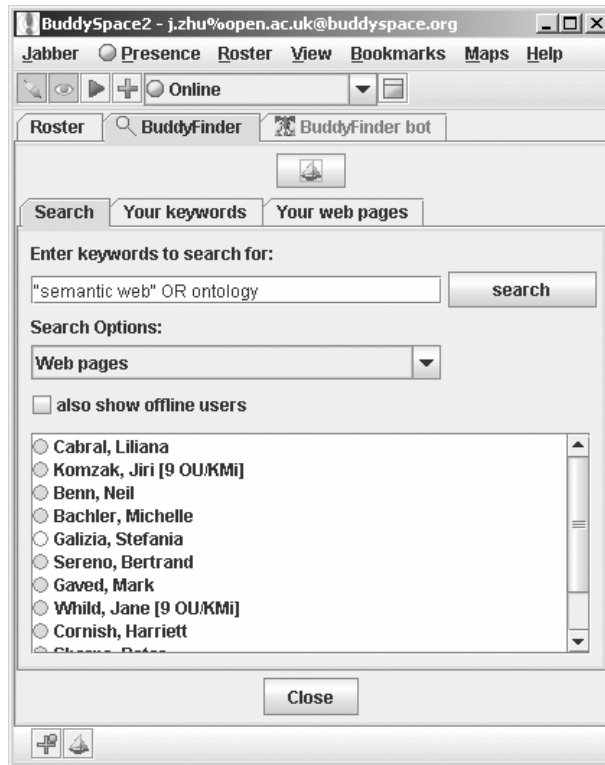 BuddySpace2 - j.zhu%open.ac.uk@buddyspace.org
Jabber Presence Roster View Bookmarks Maps Help
Online
Roster BuddyFinder BuddyFinder bot
Search Your keywords Your web pages
Enter keywords to search for:
"semantic web" OR ontology search
Search Options:
Web pages
also show offline users
Cabral, Liliana
Komzak, Jiri [9 OU/KMi]
Benn, Neil
Bachler, Michelle
Galizia, Stefania
Sereno, Bertrand
Gaved, Mark
Whild, Jane [9 OU/KMi]
Cornish, Harriett
Close